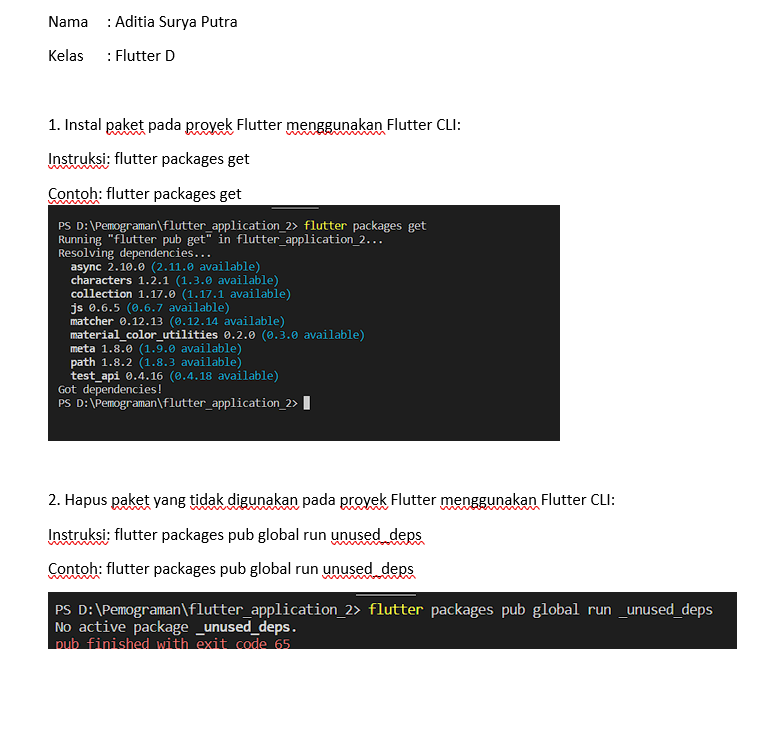 Nama : Aditia Surya Putra
Kelas : Flutter D
1. Instal paket pada proyek Flutter menggunakan Flutter CLI:
Instruksi: flutter packages get
Contoh: flutter packages get
PS D:\Pemograman\flutter_application_2> flutter packages get
Running "flutter pub get" in flutter_application_2...
Resolving dependencies...
async 2.10.0 (2.11.0 available)
characters 1.2.1 (1.3.0 available)
collection 1.17.0 (1.17.1 available)
js 0.6.5 (0.6.7 available)
matcher 0.12.13 (0.12.14 available)
material_color_utilities 0.2.0 (0.3.0 available)
meta 1.8.0 (1.9.0 available)
path 1.8.2 (1.8.3 available)
test_api 0.4.16 (0.4.18 available)
Got dependencies!
PS D:\Pemograman\flutter_application_2>
2. Hapus paket yang tidak digunakan pada proyek Flutter menggunakan Flutter CLI:
Instruksi: flutter packages pub global run unused_deps
Contoh: flutter packages pub global run unused_deps
PS D:\Pemograman\flutter_application_2> flutter packages pub global run _unused_deps
No active package _unused_deps.
pub finished with exit code 65